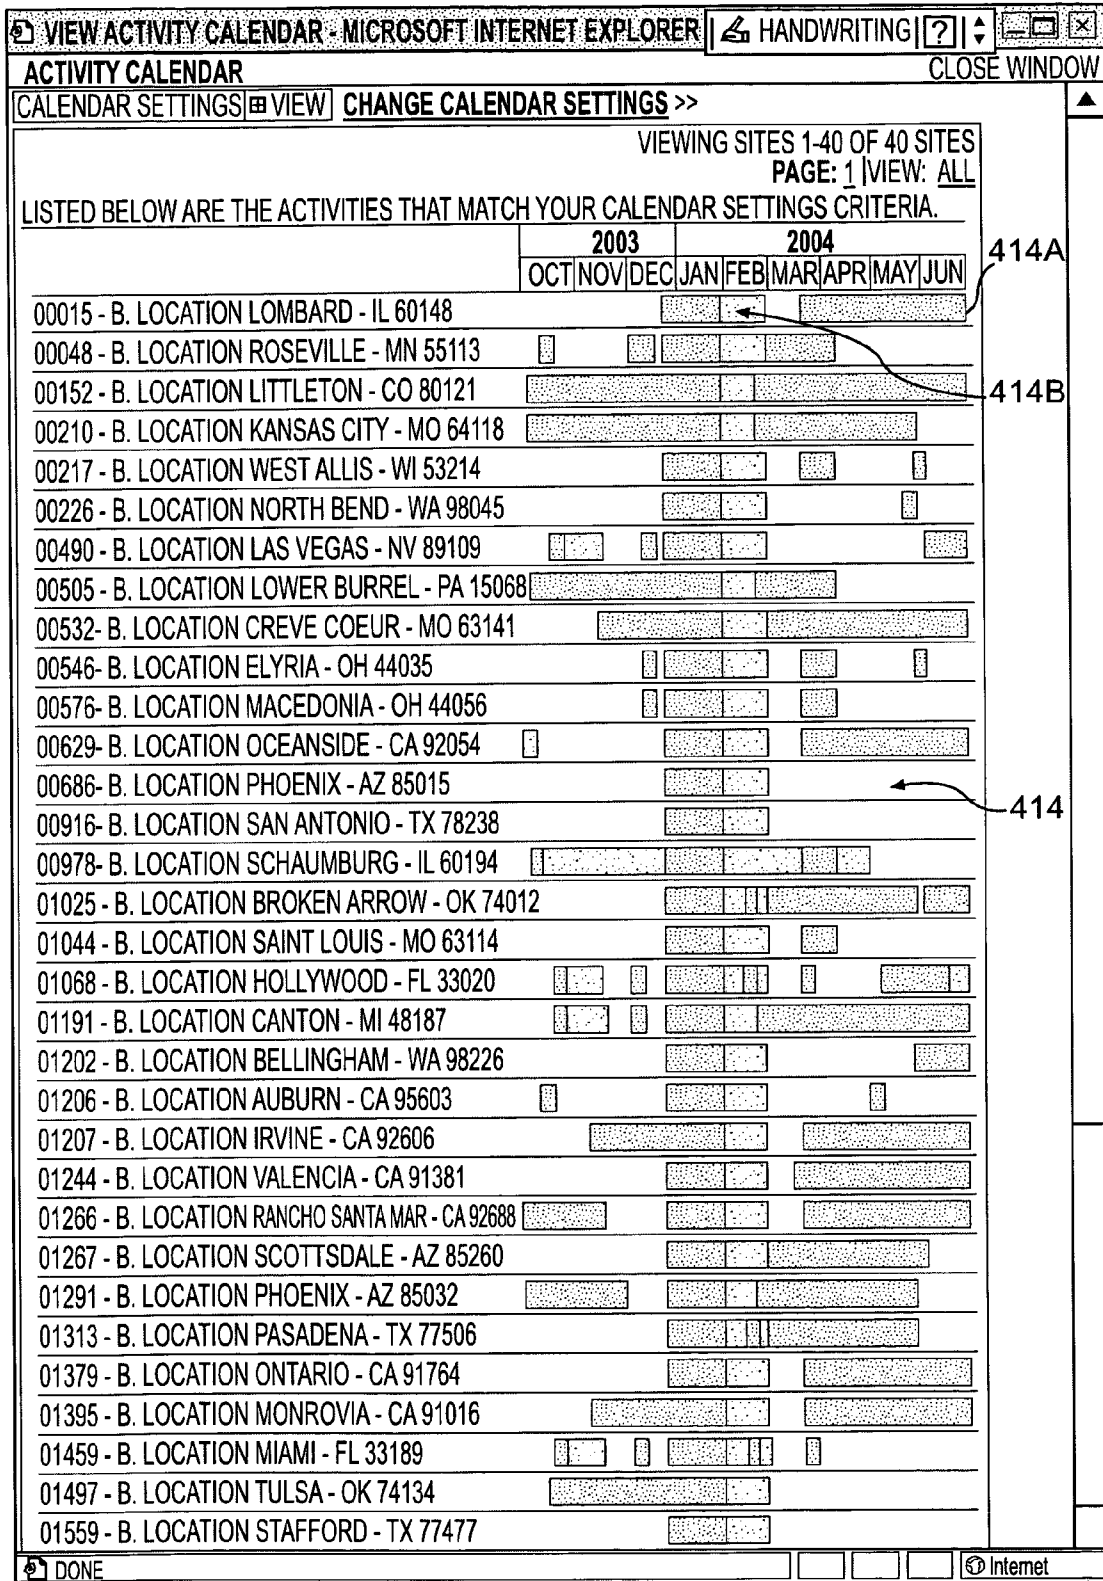 VIEW ACTIVITY CALENDAR - MICROSOFT INTERNET EXPLORER HANDWRITING ?
ACTIVITY CALENDAR CLOSE WINDOW
CALENDAR SETTINGS VIEW CHANGE CALENDAR SETTINGS >>
VIEWING SITES 1-40 OF 40 SITES
PAGE: 1 | VIEW: ALL
LISTED BELOW ARE THE ACTIVITIES THAT MATCH YOUR CALENDAR SETTINGS CRITERIA.
2003 2004
OCT NOV DEC JAN FEB MAR APR MAY JUN
414A
00015 - B. LOCATION LOMBARD - IL 60148
00048 - B. LOCATION ROSEVILLE - MN 55113
00152 - B. LOCATION LITTLETON - CO 80121
414B
00210 - B. LOCATION KANSAS CITY - MO 64118
00217 - B. LOCATION WEST ALLIS - WI 53214
00226 - B. LOCATION NORTH BEND - WA 98045
00490 - B. LOCATION LAS VEGAS - NV 89109
00505 - B. LOCATION LOWER BURREL - PA 15068
00532- B. LOCATION CREVE COEUR - MO 63141
00546- B. LOCATION ELYRIA - OH 44035
00576- B. LOCATION MACEDONIA - OH 44056
00629- B. LOCATION OCEANSIDE - CA 92054
00686- B. LOCATION PHOENIX - AZ 85015
414
00916- B. LOCATION SAN ANTONIO - TX 78238
00978- B. LOCATION SCHAUMBURG - IL 60194
01025 - B. LOCATION BROKEN ARROW - OK 74012
01044 - B. LOCATION SAINT LOUIS - MO 63114
01068 - B. LOCATION HOLLYWOOD - FL 33020
01191 - B. LOCATION CANTON - MI 48187
01202 - B. LOCATION BELLINGHAM - WA 98226
01206 - B. LOCATION AUBURN - CA 95603
01207 - B. LOCATION IRVINE - CA 92606
01244 - B. LOCATION VALENCIA - CA 91381
01266 - B. LOCATION RANCHO SANTA MAR - CA 92688
01267 - B. LOCATION SCOTTSDALE - AZ 85260
01291 - B. LOCATION PHOENIX - AZ 85032
01313 - B. LOCATION PASADENA - TX 77506
01379 - B. LOCATION ONTARIO - CA 91764
01395 - B. LOCATION MONROVIA - CA 91016
01459 - B. LOCATION MIAMI - FL 33189
01497 - B. LOCATION TULSA - OK 74134
01559 - B. LOCATION STAFFORD - TX 77477
DONE Internet